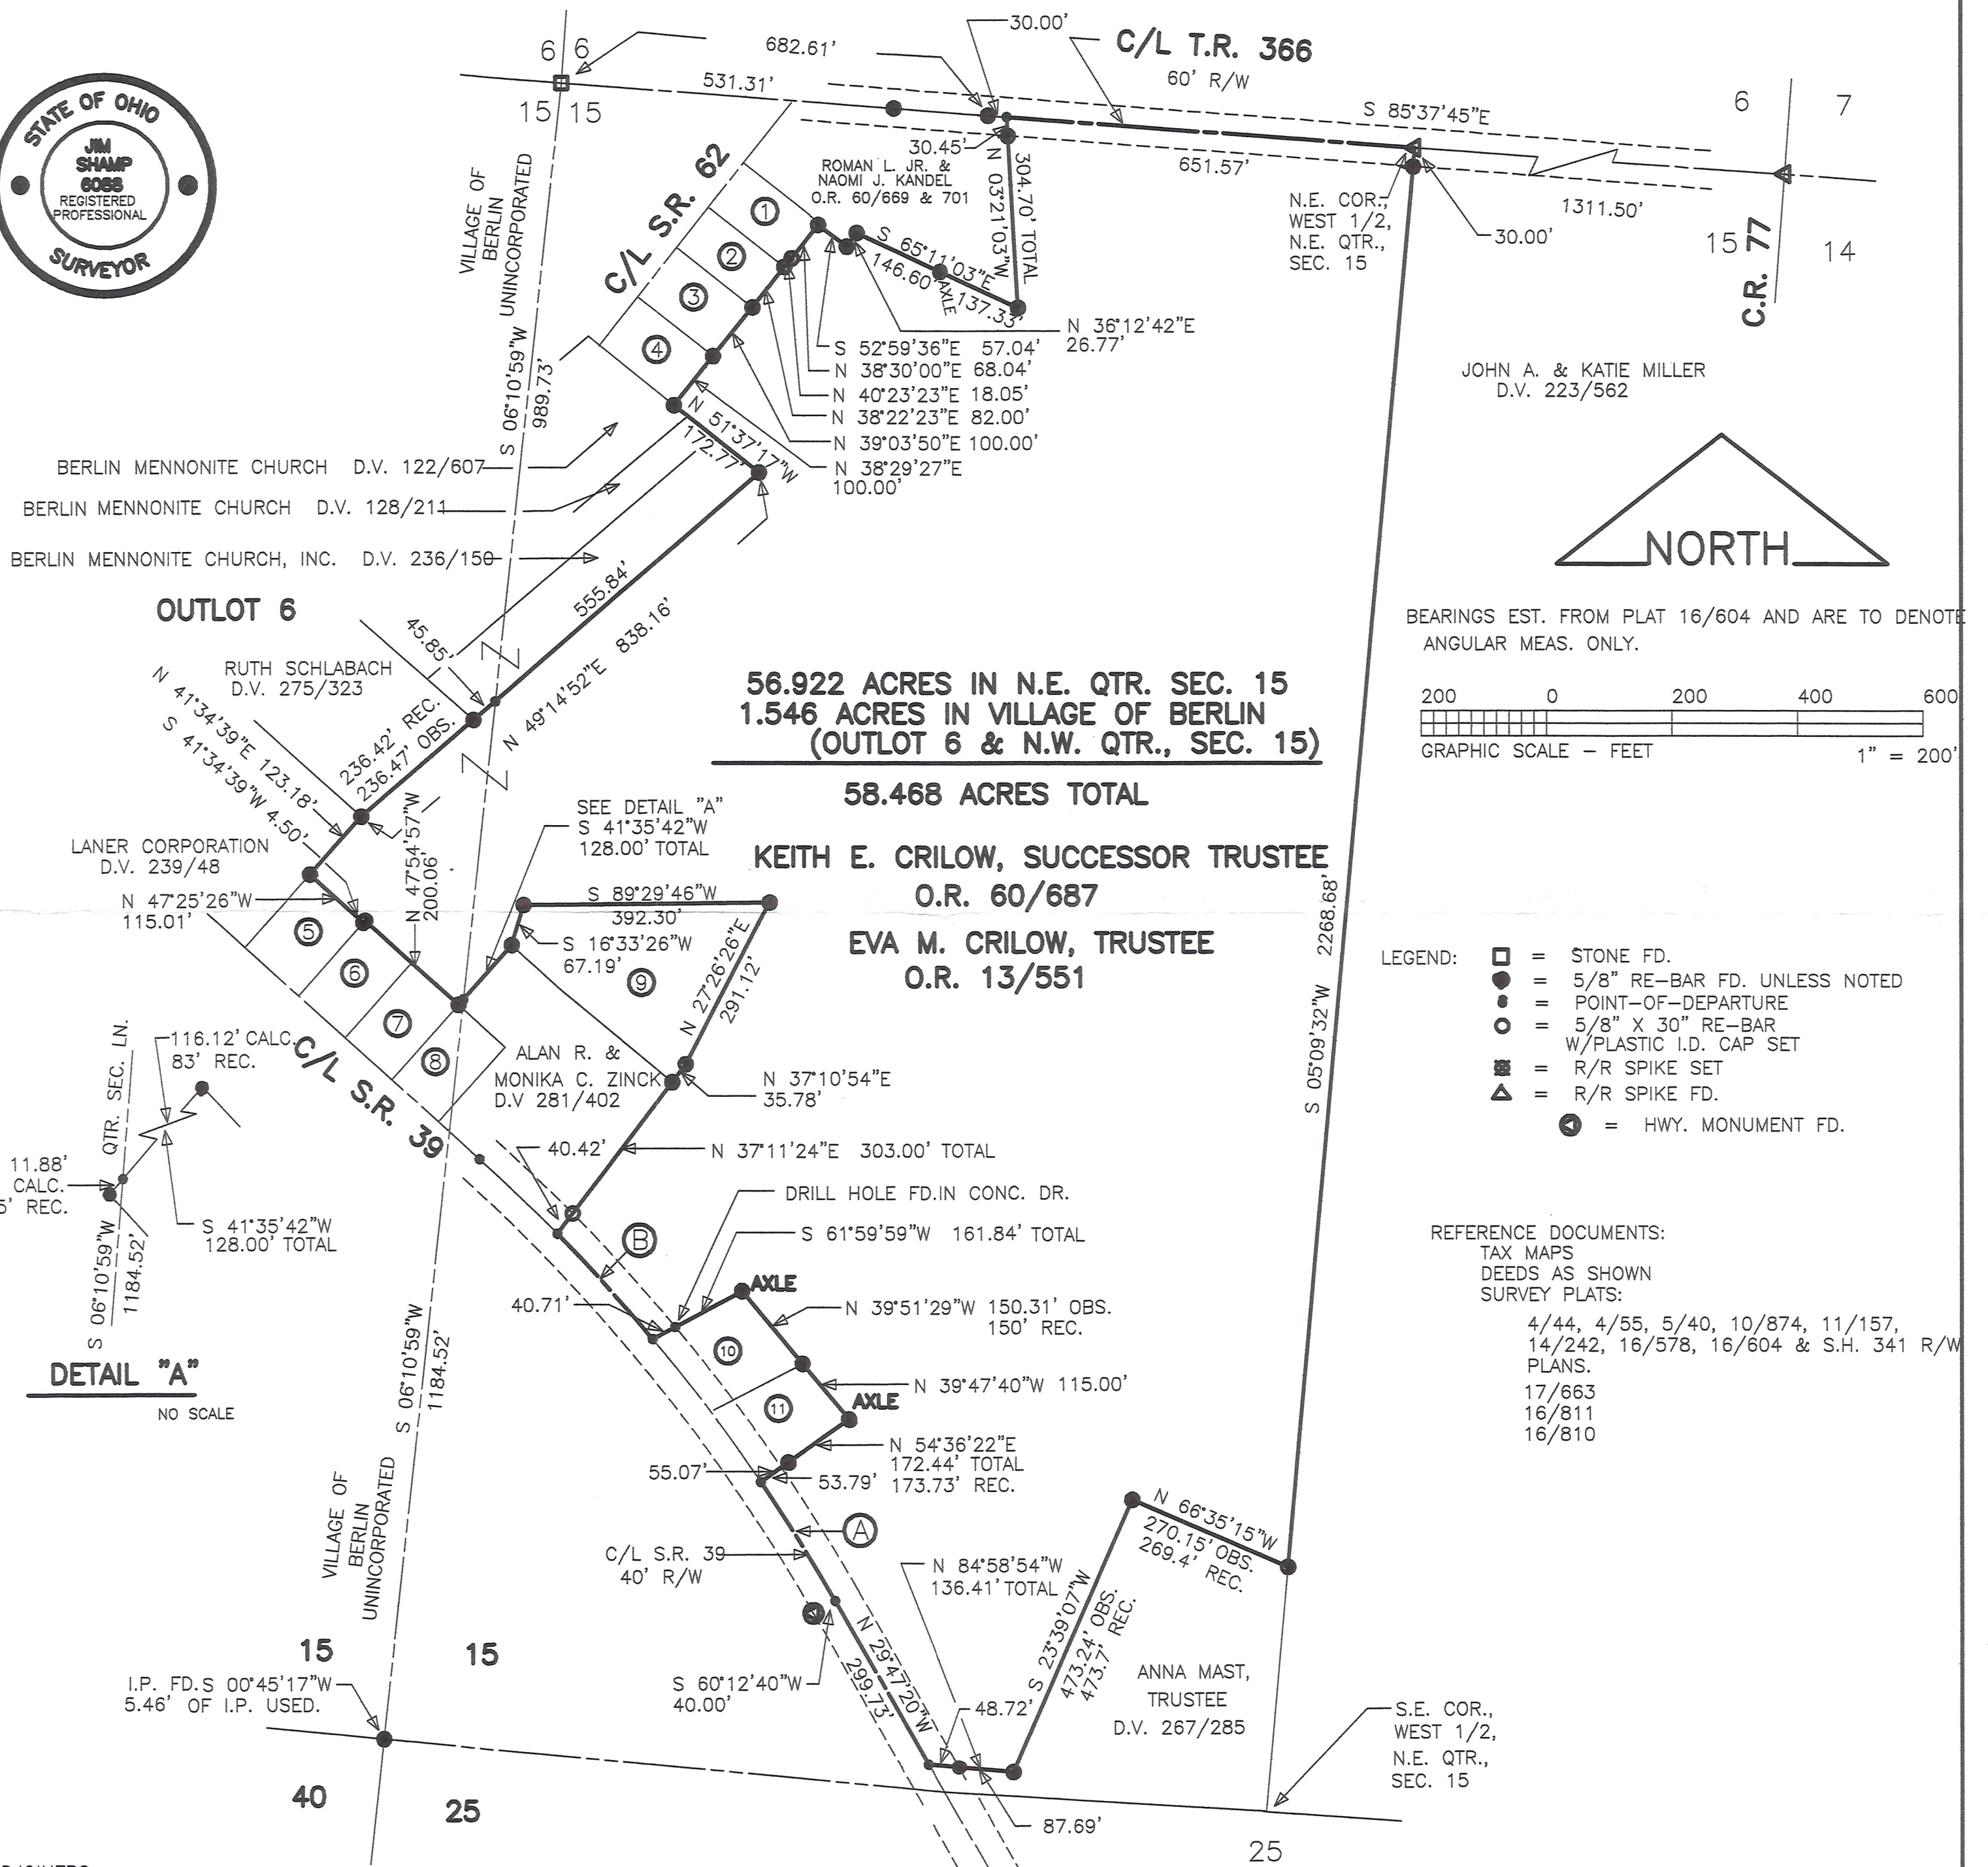 STATE OF OHIO
JIM
SHAMP
6088
REGISTERED
PROFESSIONAL
SURVEYOR
6 6
15 15
682.61'
531.31'
30.00'
C/L T.R. 366
60' R/W
S 85°37'45"E
6 7
15 14
C.R. 77
1311.50'
651.57'
30.00'
N.E. COR.,
WEST 1/2,
N.E. QTR.,
SEC. 15
30.45'
N 03°21'03"W
304.70' TOTAL
ROMAN L. JR. &
NAOMI J. KANDEL
O.R. 60/669 & 701
VILLAGE OF
BERLIN
UNINCORPORATED
S 06°10'59"W
989.73'
C/L S.R. 62
1
2
3
4
S 65°11'03"E
146.60'
AXLE
137.33'
N 36°12'42"E
26.77'
S 52°59'36"E 57.04'
N 38°30'00"E 68.04'
N 40°23'23"E 18.05'
N 38°22'23"E 82.00'
N 39°03'50"E 100.00'
N 38°29'27"E
100.00'
N 51°37'17"W
172.77'
JOHN A. & KATIE MILLER
D.V. 223/562
BERLIN MENNONITE CHURCH D.V. 122/607
BERLIN MENNONITE CHURCH D.V. 128/211
BERLIN MENNONITE CHURCH, INC. D.V. 236/150
NORTH
BEARINGS EST. FROM PLAT 16/604 AND ARE TO DENOTE
ANGULAR MEAS. ONLY.
200 0 200 400 600
GRAPHIC SCALE – FEET 1" = 200'
OUTLOT 6
555.84'
45.85'
N 49°14'52"E 838.16'
RUTH SCHLABACH
D.V. 275/323
236.42' REC.
236.47' OBS.
N 41°34'39"E 123.18'
S 41°34'39"W 4.50'
56.922 ACRES IN N.E. QTR. SEC. 15
1.546 ACRES IN VILLAGE OF BERLIN
(OUTLOT 6 & N.W. QTR., SEC. 15)
58.468 ACRES TOTAL
KEITH E. CRILOW, SUCCESSOR TRUSTEE
O.R. 60/687
EVA M. CRILOW, TRUSTEE
O.R. 13/551
SEE DETAIL "A"
S 41°35'42"W
128.00' TOTAL
LANER CORPORATION
D.V. 239/48
N 47°25'26"W
115.01'
N 47°54'57"W
200.06'
S 89°29'46"W
392.30'
S 16°33'26"W
67.19'
9
N 27°26'26"E
291.12'
5
6
7
8
C/L S.R. 39
ALAN R. &
MONIKA C. ZINCK
D.V 281/402
N 37°10'54"E
35.78'
40.42'
N 37°11'24"E 303.00' TOTAL
S 05°09'32"W 2268.68'
LEGEND:
= STONE FD.
= 5/8" RE-BAR FD. UNLESS NOTED
= POINT-OF-DEPARTURE
= 5/8" X 30" RE-BAR
W/PLASTIC I.D. CAP SET
= R/R SPIKE SET
= R/R SPIKE FD.
= HWY. MONUMENT FD.
QTR. SEC. LN.
116.12' CALC.
83' REC.
11.88'
CALC.
5' REC.
S 41°35'42"W
128.00' TOTAL
S 06°10'59"W
1184.52'
DETAIL "A"
NO SCALE
DRILL HOLE FD.IN CONC. DR.
S 61°59'59"W 161.84' TOTAL
B
40.71'
AXLE
N 39°51'29"W 150.31' OBS.
150' REC.
10
N 39°47'40"W 115.00'
11
AXLE
N 54°36'22"E
172.44' TOTAL
173.73' REC.
55.07'
53.79'
A
C/L S.R. 39
40' R/W
REFERENCE DOCUMENTS:
TAX MAPS
DEEDS AS SHOWN
SURVEY PLATS:
4/44, 4/55, 5/40, 10/874, 11/157,
14/242, 16/578, 16/604 & S.H. 341 R/W
PLANS.
17/663
16/811
16/810
S 06°10'59"W
1184.52'
VILLAGE OF
BERLIN
UNINCORPORATED
N 84°58'54"W
136.41' TOTAL
N 66°35'15"W
270.15' OBS.
269.4' REC.
S 23°39'07"W
473.24' OBS.
473.7' REC.
N 29°47'20"W
299.73'
S 60°12'40"W
40.00'
15 15
I.P. FD.S 00°45'17"W
5.46' OF I.P. USED.
48.72'
ANNA MAST,
TRUSTEE
D.V. 267/285
S.E. COR.,
WEST 1/2,
N.E. QTR.,
SEC. 15
40 25
87.69'
25